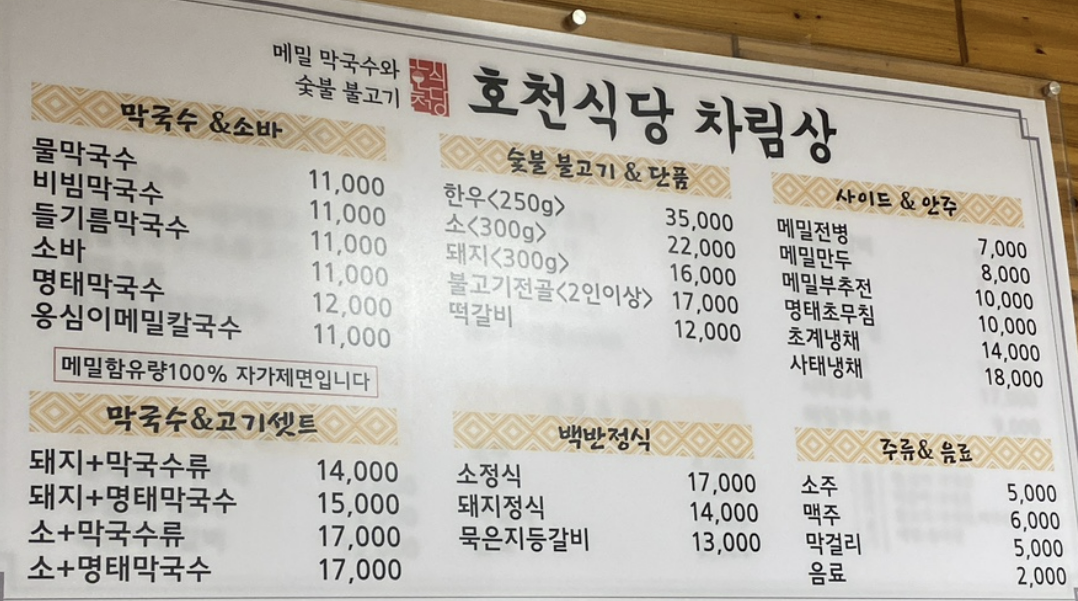 메밀 막국수와
숯불 불고기
호천식당
호천식당 차림상
막국수 &소바
물막국수 11,000
비빔막국수 11,000
들기름막국수 11,000
소바 11,000
명태막국수 12,000
옹심이메밀칼국수 11,000
메밀함유량100% 자가제면입니다
숯불 불고기 & 단품
한우<250g> 35,000
소<300g> 22,000
돼지<300g> 16,000
불고기전골<2인이상> 17,000
떡갈비 12,000
사이드 & 안주
메밀전병 7,000
메밀만두 8,000
메밀부추전 10,000
명태초무침 10,000
초계냉채 14,000
사태냉채 18,000
막국수&고기셋트
돼지+막국수류 14,000
돼지+명태막국수 15,000
소+막국수류 17,000
소+명태막국수 17,000
백반정식
소정식 17,000
돼지정식 14,000
묵은지등갈비 13,000
주류& 음료
소주 5,000
맥주 6,000
막걸리 5,000
음료 2,000